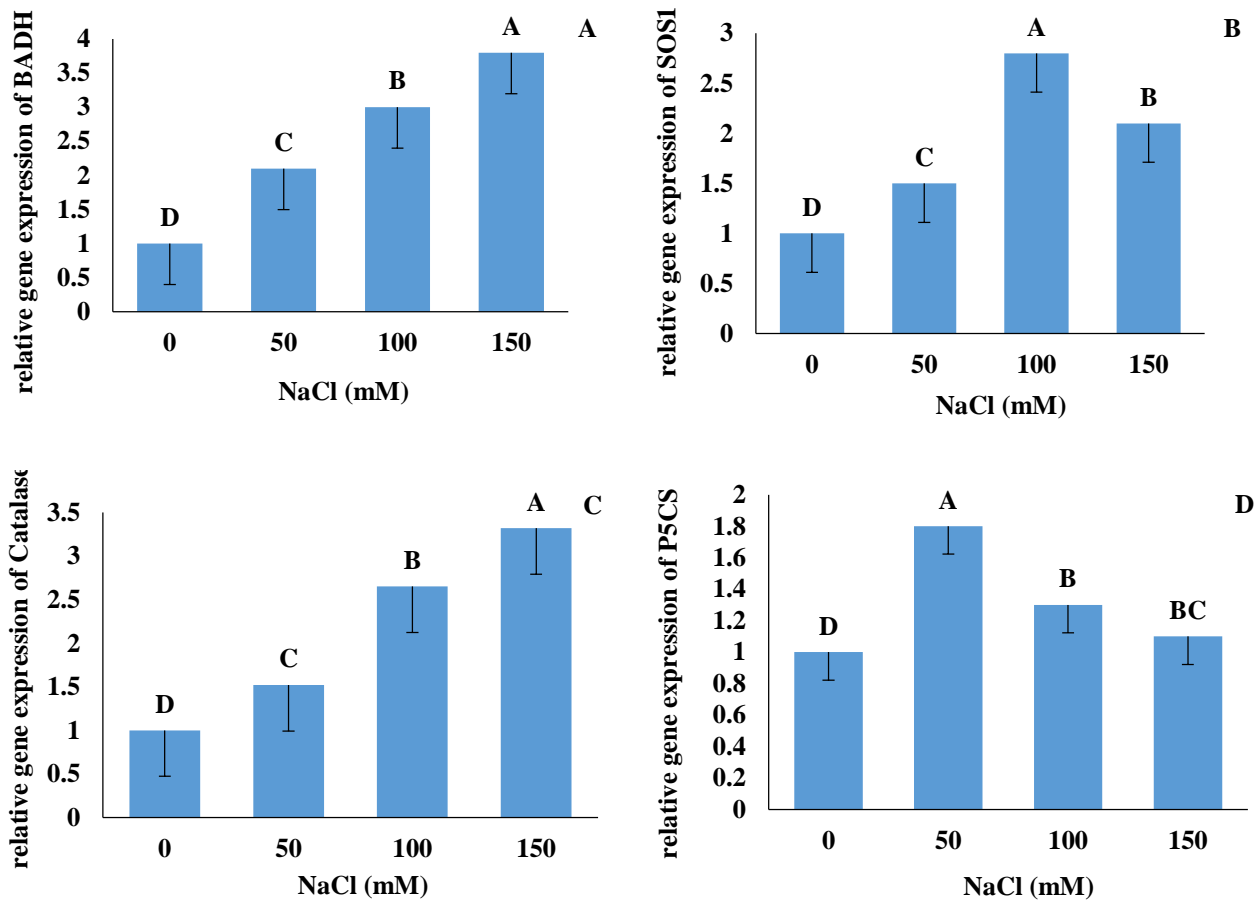 relative gene expression of BADH
A
4
3.5
3
2.5
2
1.5
1
0.5
0
D
C
B
A
0 50 100 150
NaCl (mM)
relative gene expression of SOS1
B
3
2.5
2
1.5
1
0.5
0
D
C
A
B
0 50 100 150
NaCl (mM)
relative gene expression of Catalase
C
3.5
3
2.5
2
1.5
1
0.5
0
D
C
B
A
0 50 100 150
NaCl (mM)
relative gene expression of P5CS
D
2
1.8
1.6
1.4
1.2
1
0.8
0.6
0.4
0.2
0
D
A
B
BC
0 50 100 150
NaCl (mM)